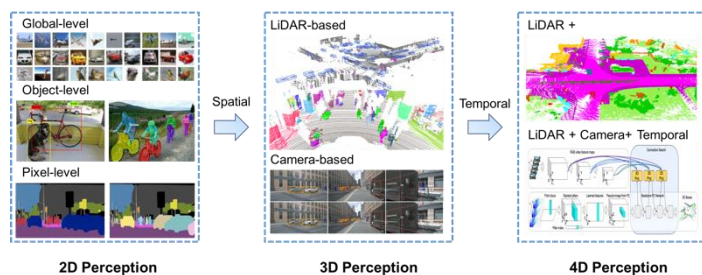 Global-level
Object-level
Pixel-level
2D Perception
Spatial
LiDAR-based
Camera-based
3D Perception
Temporal
LiDAR +
LiDAR + Camera+ Temporal
4D Perception